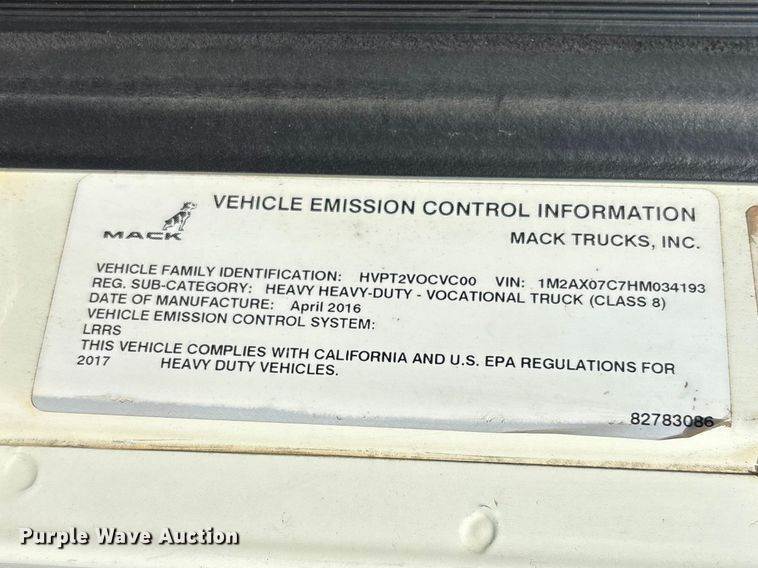 MACK
VEHICLE EMISSION CONTROL INFORMATION
MACK TRUCKS, INC.
VEHICLE FAMILY IDENTIFICATION: HVPT2VOCVC00 VIN: 1M2AX07C7HM034193
REG. SUB-CATEGORY: HEAVY HEAVY-DUTY - VOCATIONAL TRUCK (CLASS 8)
DATE OF MANUFACTURE: April 2016
VEHICLE EMISSION CONTROL SYSTEM:
LRRS
THIS VEHICLE COMPLIES WITH CALIFORNIA AND U.S. EPA REGULATIONS FOR
2017 HEAVY DUTY VEHICLES.
82783086
Purple Wave Auction